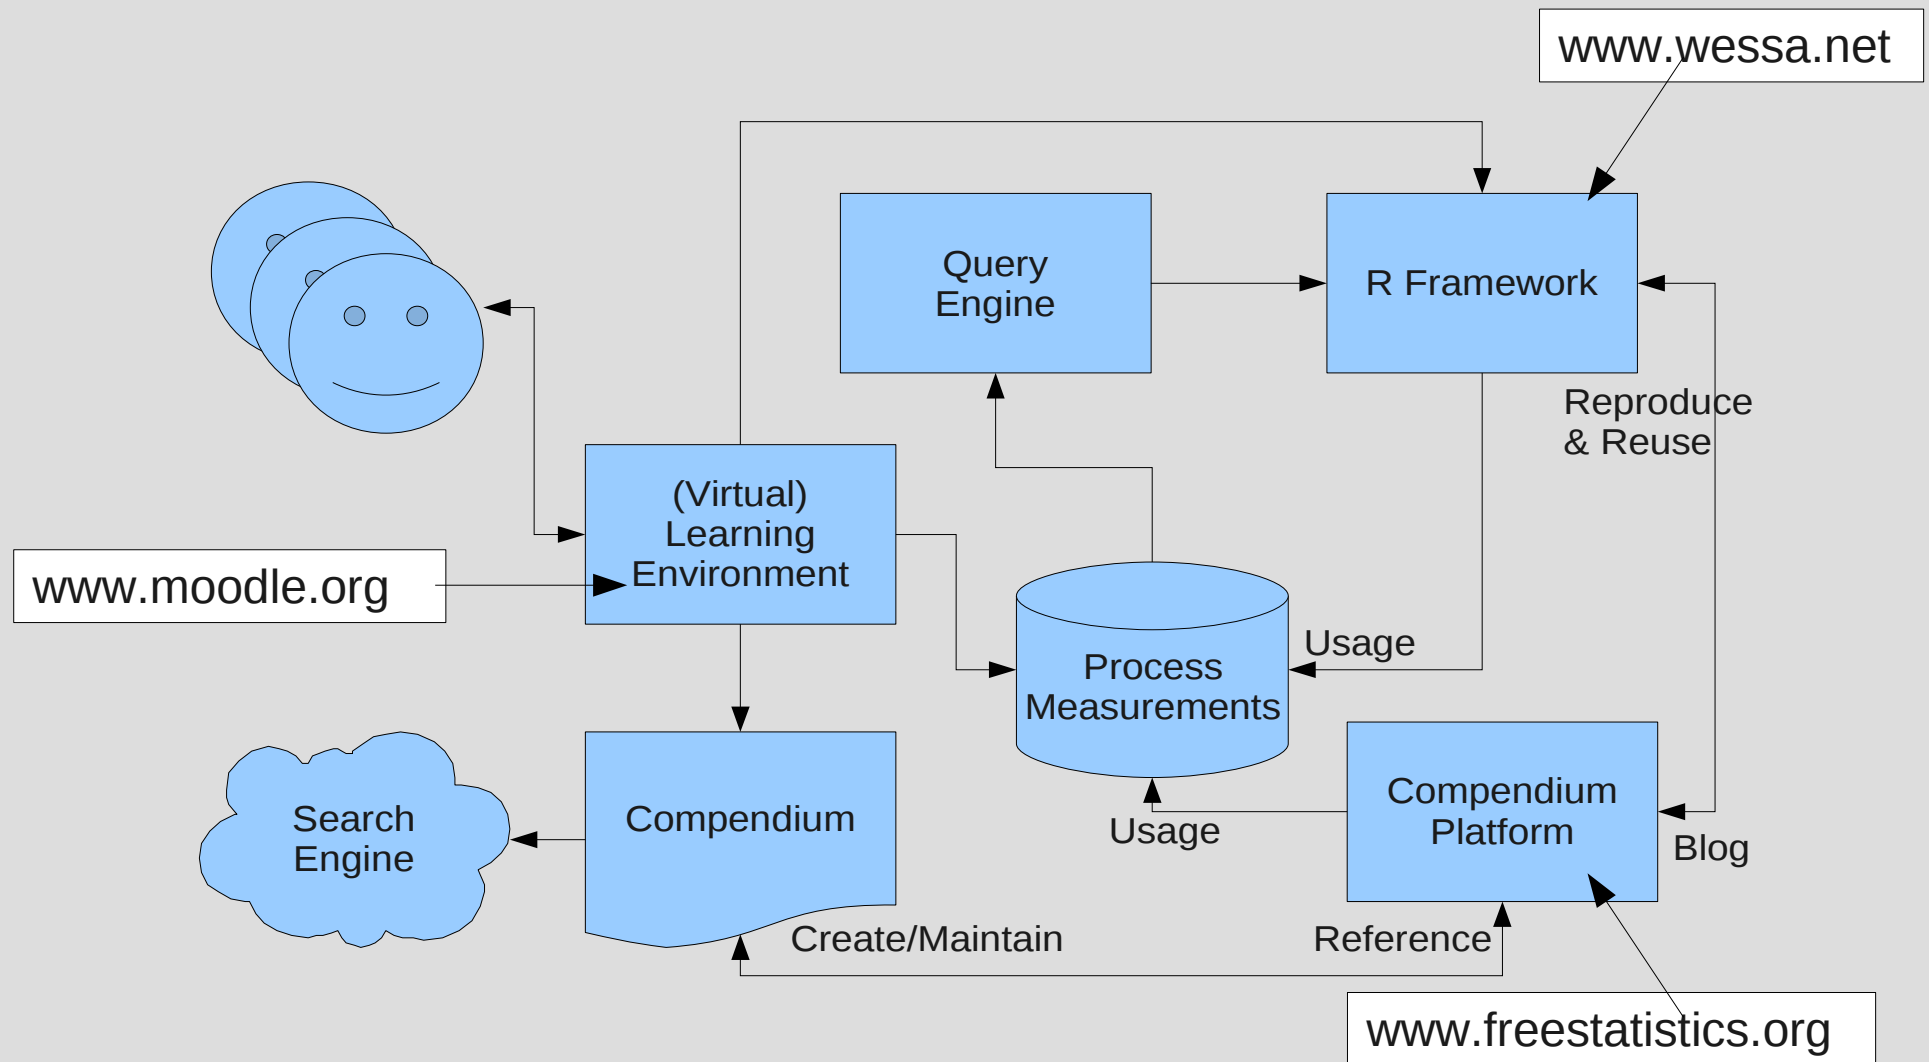 www.wessa.net
Query
Engine
R Framework
Reproduce
& Reuse
(Virtual)
Learning
Environment
www.moodle.org
Usage
Process
Measurements
Search
Engine
Compendium
Usage
Compendium
Platform
Blog
Create/Maintain
Reference
www.freestatistics.org